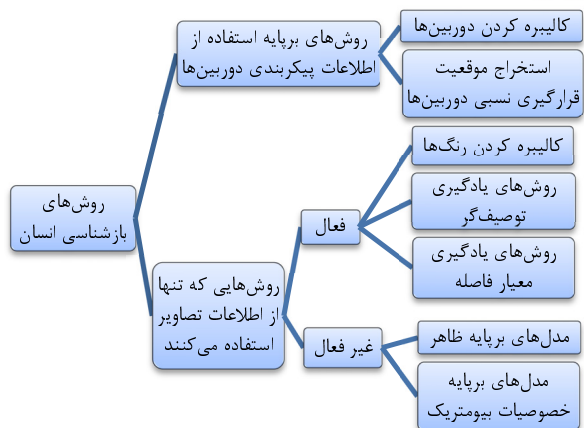 روش‌های
بازشناسی انسان
روش‌های برپایه استفاده از
اطلاعات پیکربندی دوربین‌ها
کالیبره کردن دوربین‌ها
استخراج موقعیت
قرارگیری نسبی دوربین‌ها
روش‌هایی که تنها
از اطلاعات تصاویر
استفاده می‌کنند
فعال
کالیبره کردن رنگ‌ها
روش‌های یادگیری
توصیف‌گر
روش‌های یادگیری
معیار فاصله
غیر فعال
مدل‌های برپایه ظاهر
مدل‌های برپایه
خصوصیات بیومتریک